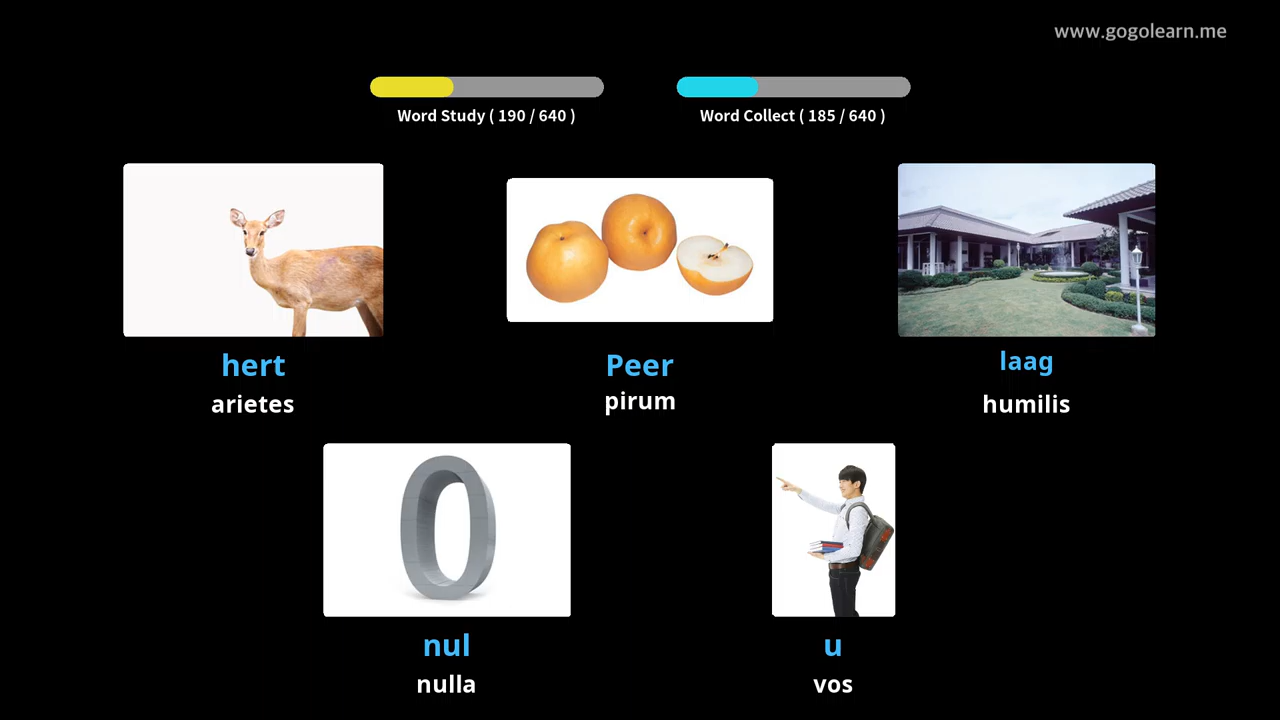 www.gogolearn.me
Word Study ( 190 / 640 )
Word Collect ( 185 / 640 )
hert
arietes
Peer
pirum
laag
humilis
nul
nulla
u
vos